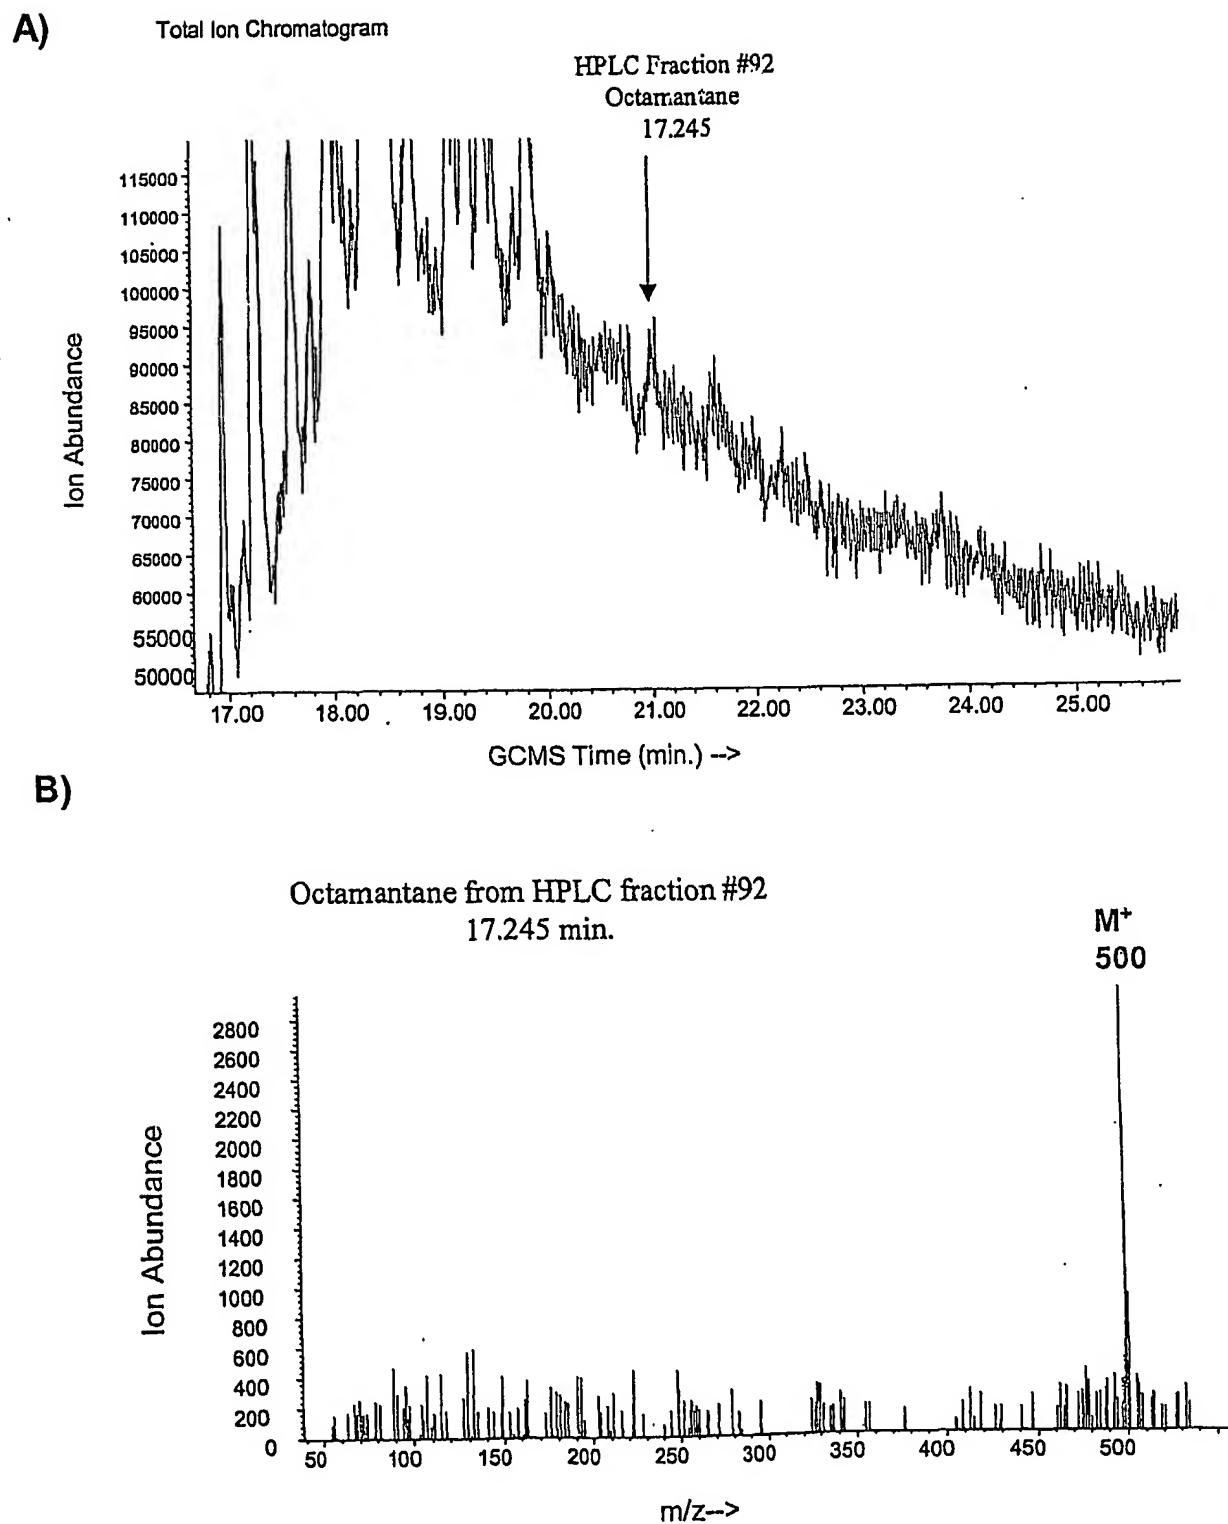 A)
Total Ion Chromatogram
HPLC Fraction #92
Octamantane
17.245
115000
110000
105000
100000
95000
90000
85000
80000
75000
70000
65000
60000
55000
50000
Ion Abundance
17.00 18.00 19.00 20.00 21.00 22.00 23.00 24.00 25.00
GCMS Time (min.) -->
B)
Octamantane from HPLC fraction #92
17.245 min.
M+
500
2800
2600
2400
2200
2000
1800
1600
1400
1200
1000
800
600
400
200
0
Ion Abundance
50 100 150 200 250 300 350 400 450 500
m/z-->